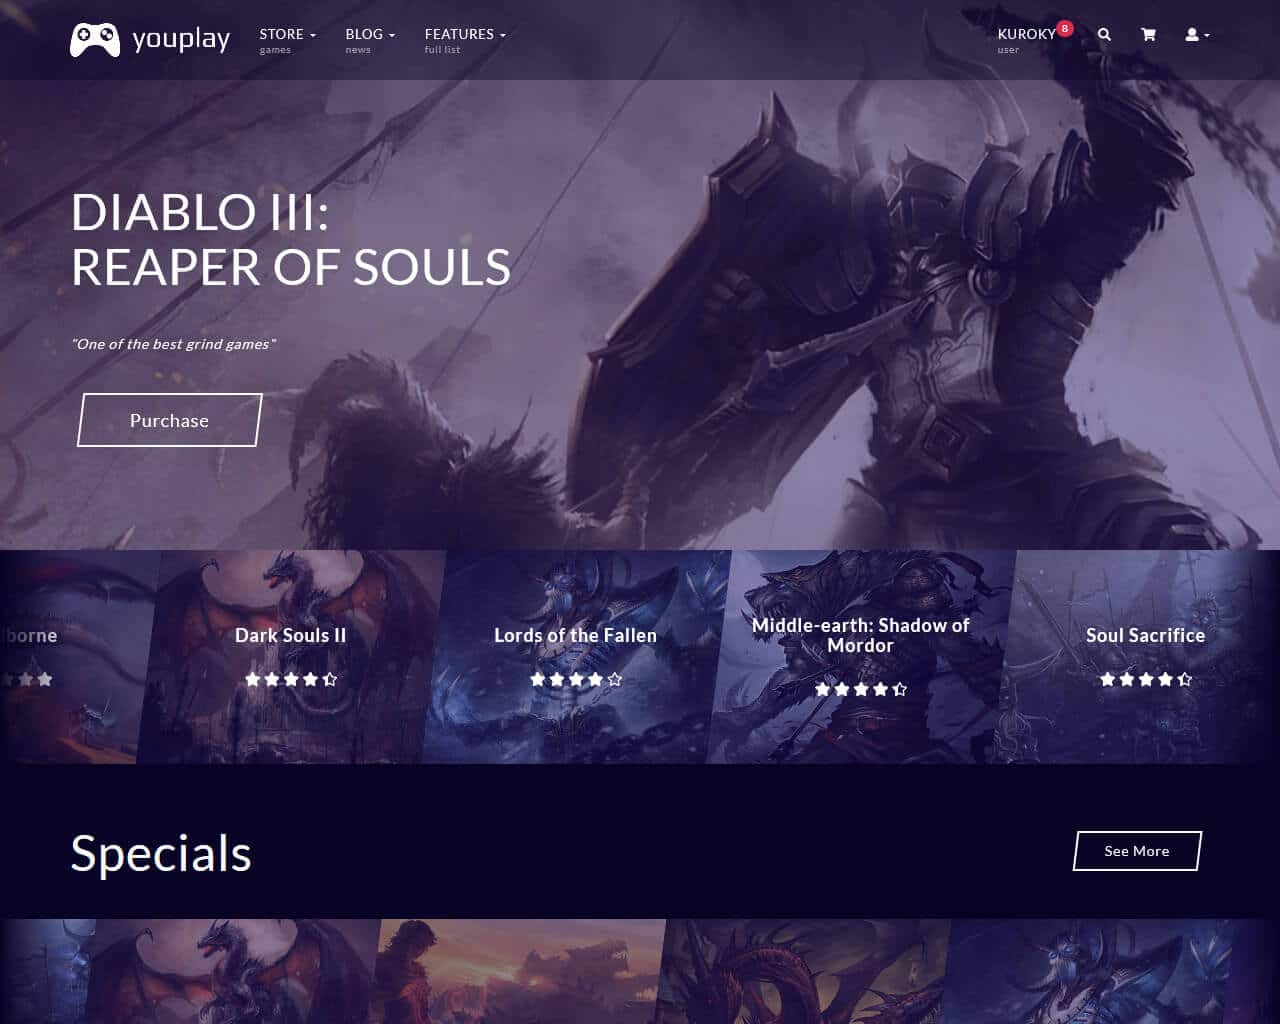 youplay
STORE
games
BLOG
news
FEATURES
full list
KUROKY
8
user
DIABLO III:
REAPER OF SOULS
"One of the best grind games"
Purchase
lborne
Dark Souls II
Lords of the Fallen
Middle-earth: Shadow of
Mordor
Soul Sacrifice
Specials
See More